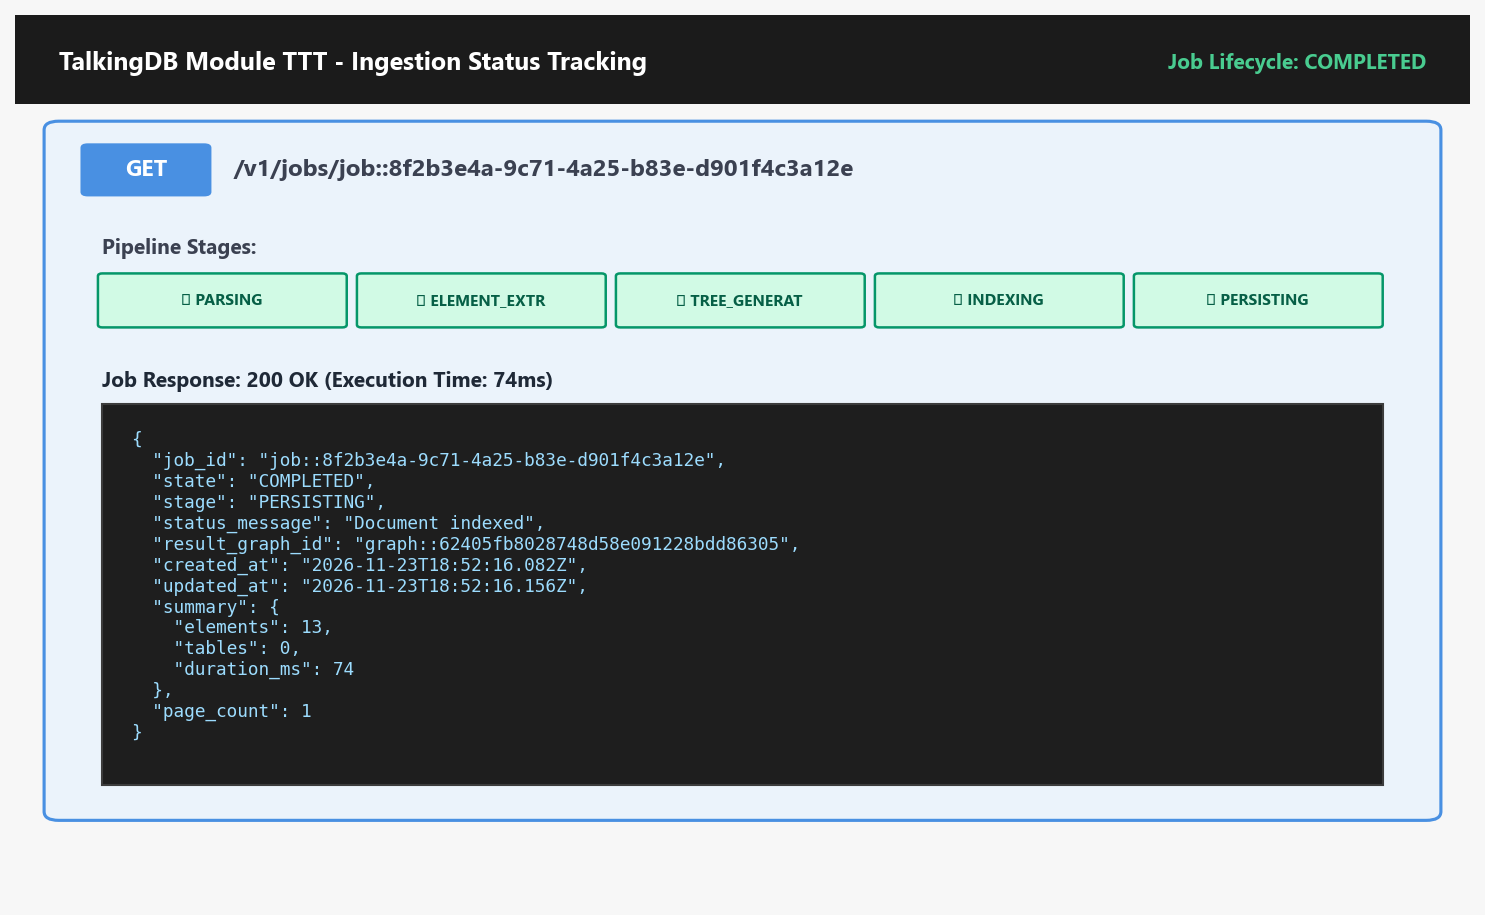 TalkingDB Module TTT - Ingestion Status Tracking
Job Lifecycle: COMPLETED
GET
/v1/jobs/job::8f2b3e4a-9c71-4a25-b83e-d901f4c3a12e
Pipeline Stages:
▯ PARSING
▯ ELEMENT_EXTR
▯ TREE_GENERAT
▯ INDEXING
▯ PERSISTING
Job Response: 200 OK (Execution Time: 74ms)
{
  "job_id": "job::8f2b3e4a-9c71-4a25-b83e-d901f4c3a12e",
  "state": "COMPLETED",
  "stage": "PERSISTING",
  "status_message": "Document indexed",
  "result_graph_id": "graph::62405fb8028748d58e091228bdd86305",
  "created_at": "2026-11-23T18:52:16.082Z",
  "updated_at": "2026-11-23T18:52:16.156Z",
  "summary": {
    "elements": 13,
    "tables": 0,
    "duration_ms": 74
  },
  "page_count": 1
}